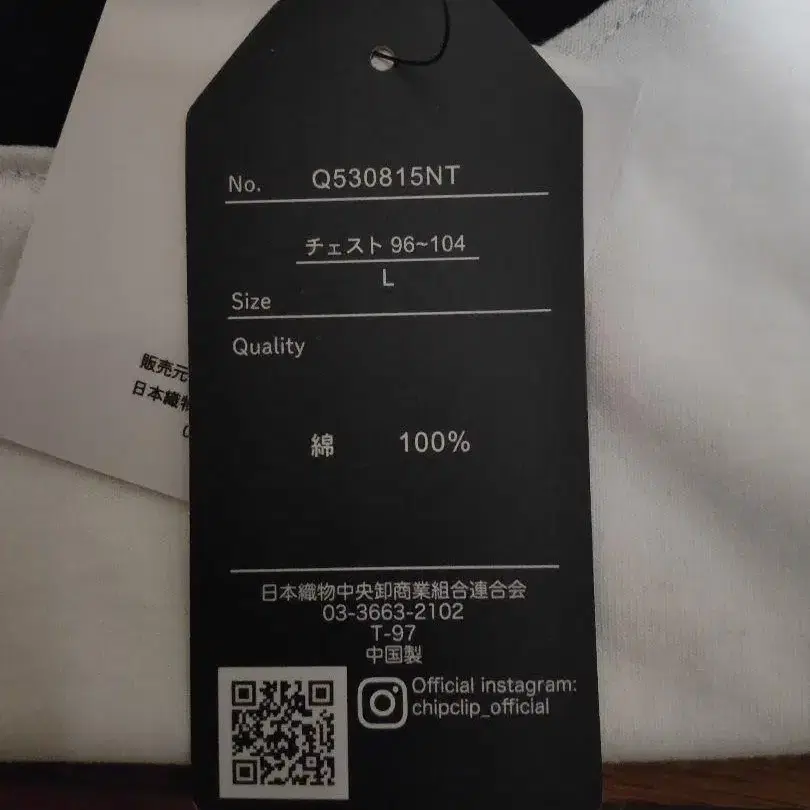 No. Q530815NT
チェスト 96~104
L
Size
Quality
綿 100%
日本織物中央卸商業組合連合会
03-3663-2102
T-97
中国製
Official instagram:
chipclip_official
販売元
日本織物